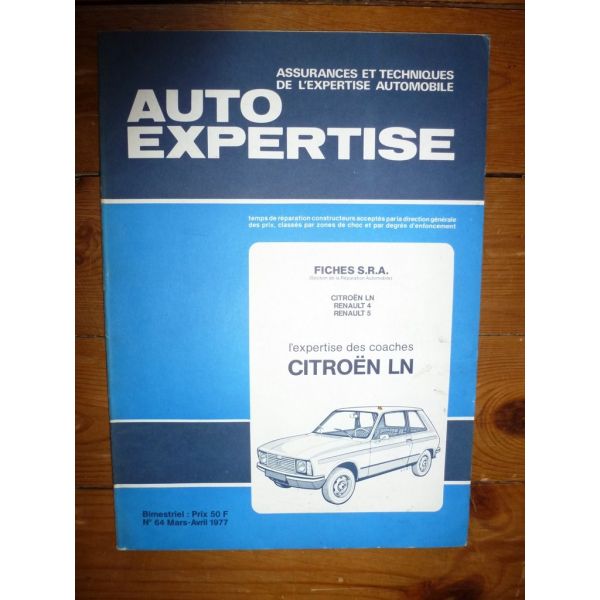 ASSURANCES ET TECHNIQUES
DE L'EXPERTISE AUTOMOBILE
AUTO
EXPERTISE
temps de réparation constructeurs acceptés par la direction générale
des prix, classés par zones de choc et par degrés d'enfoncement
FICHES S.R.A.
(Section de la Réparation Automobile)
CITROËN LN
RENAULT 4
RENAULT 5
l'expertise des coaches
CITROËN LN
Bimestriel : Prix 50 F
N° 64 Mars-Avril 1977